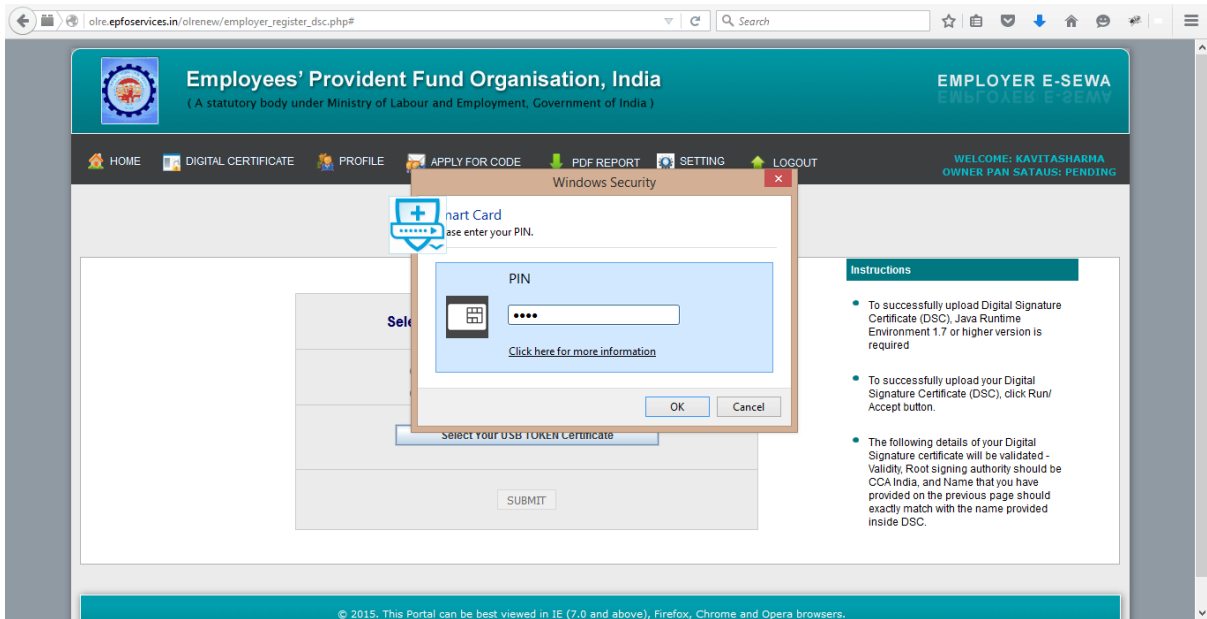 olre.epfoservices.in/olrenew/employer_register_dsc.php#
Search
Employees' Provident Fund Organisation, India
( A statutory body under Ministry of Labour and Employment, Government of India )
EMPLOYER E-SEWA
HOME DIGITAL CERTIFICATE PROFILE APPLY FOR CODE PDF REPORT SETTING LOGOUT
WELCOME: KAVITASHARMA
OWNER PAN SATAUS: PENDING
Windows Security
Card
enter your PIN.
PIN
Click here for more information
OK Cancel
Select Your USB TOKEN Certificate
SUBMIT
Instructions
To successfully upload Digital Signature
Certificate (DSC), Java Runtime
Environment 1.7 or higher version is
required
To successfully upload your Digital
Signature Certificate (DSC), click Run/
Accept button.
The following details of your Digital
Signature certificate will be validated -
Validity, Root signing authority should be
CCA India, and Name that you have
provided on the previous page should
exactly match with the name provided
inside DSC.
© 2015. This Portal can be best viewed in IE (7.0 and above), Firefox, Chrome and Opera browsers.